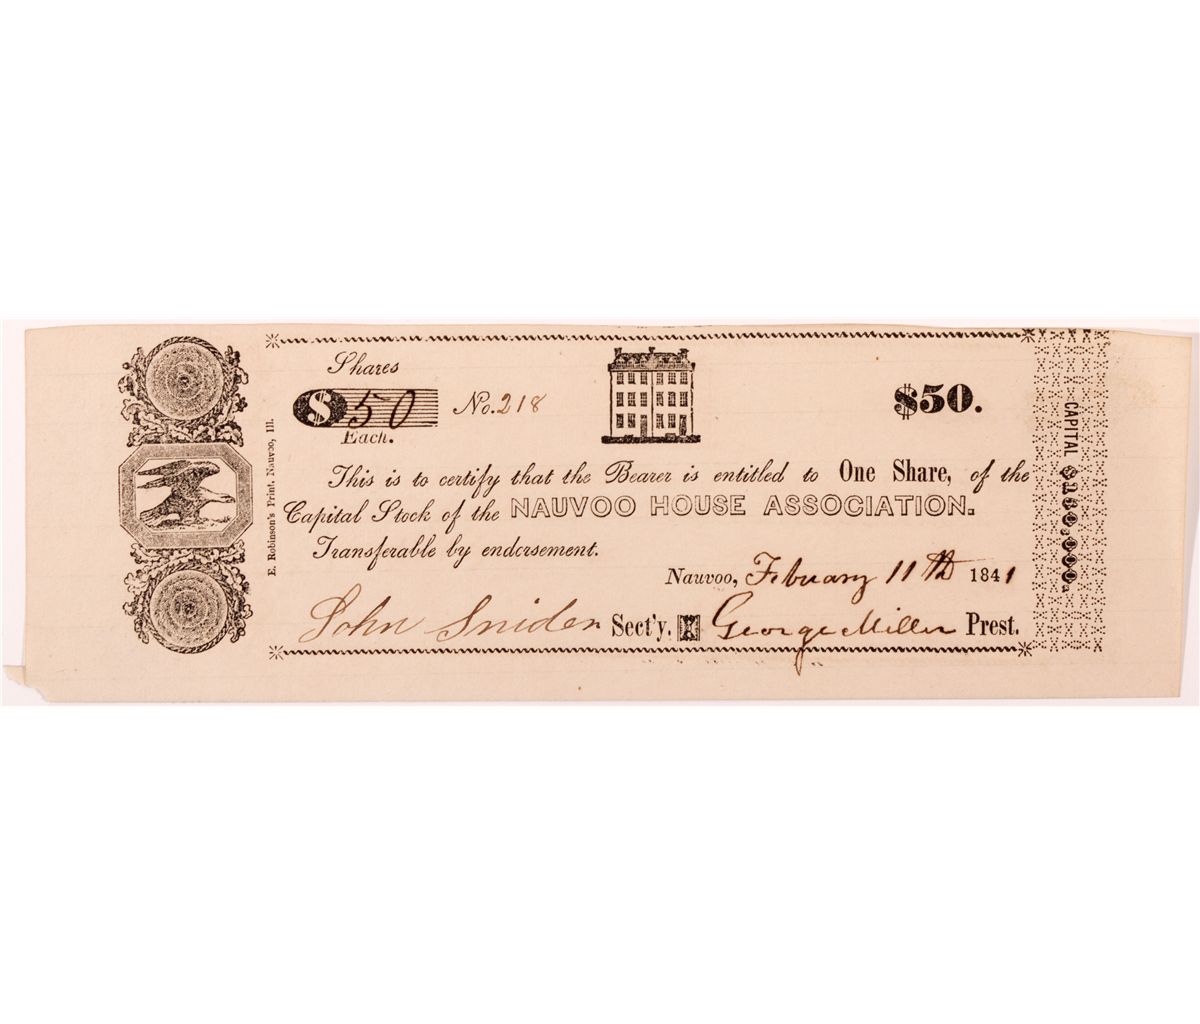 Shares
$50 No. 218 $50.
Each.
This is to certify that the Bearer is entitled to One Share, of the
Capital Stock of the NAUVOO HOUSE ASSOCIATION.
Transferable by endorsement.
Nauvoo, February 11th 1841
John Snider Sect'y. George Miller Prest.
E. Robinson's Print. Nauvoo, Ill.
CAPITAL $150,000